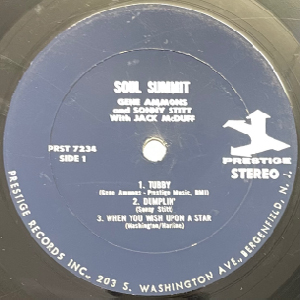 SOUL SUMMIT
GENE AMMONS
and SONNY STITT
With JACK McDUFF
PRST 7234
SIDE 1
PRESTIGE
STEREO
1. TUBBY
(Gene Ammons - Prestige Music, BMI)
2. DUMPLIN'
(Sonny Stitt)
3. WHEN YOU WISH UPON A STAR
(Washington/Harline)
PRESTIGE RECORDS INC., 203 S. WASHINGTON AVE., BERGENFIELD, N.J.